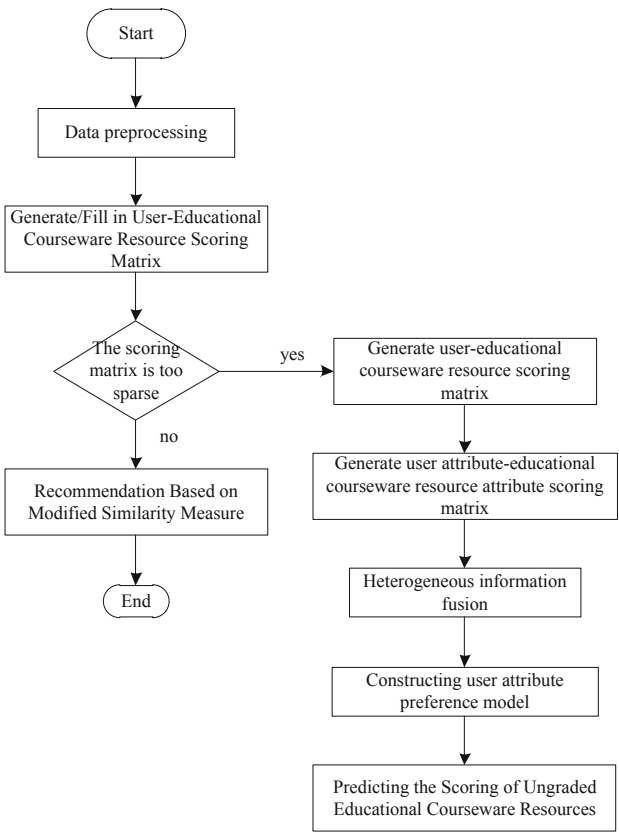 Start
Data preprocessing
Generate/Fill in User-Educational
Courseware Resource Scoring
Matrix
The scoring
matrix is too
sparse
yes
no
Recommendation Based on
Modified Similarity Measure
End
Generate user-educational
courseware resource scoring
matrix
Generate user attribute-educational
courseware resource attribute scoring
matrix
Heterogeneous information
fusion
Constructing user attribute
preference model
Predicting the Scoring of Ungraded
Educational Courseware Resources